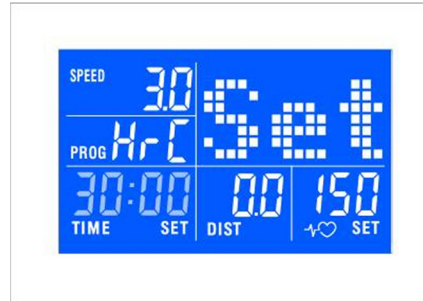 SPEED 3.0
Set
PROG HrC
30:00 0.0 150
TIME SET DIST SET